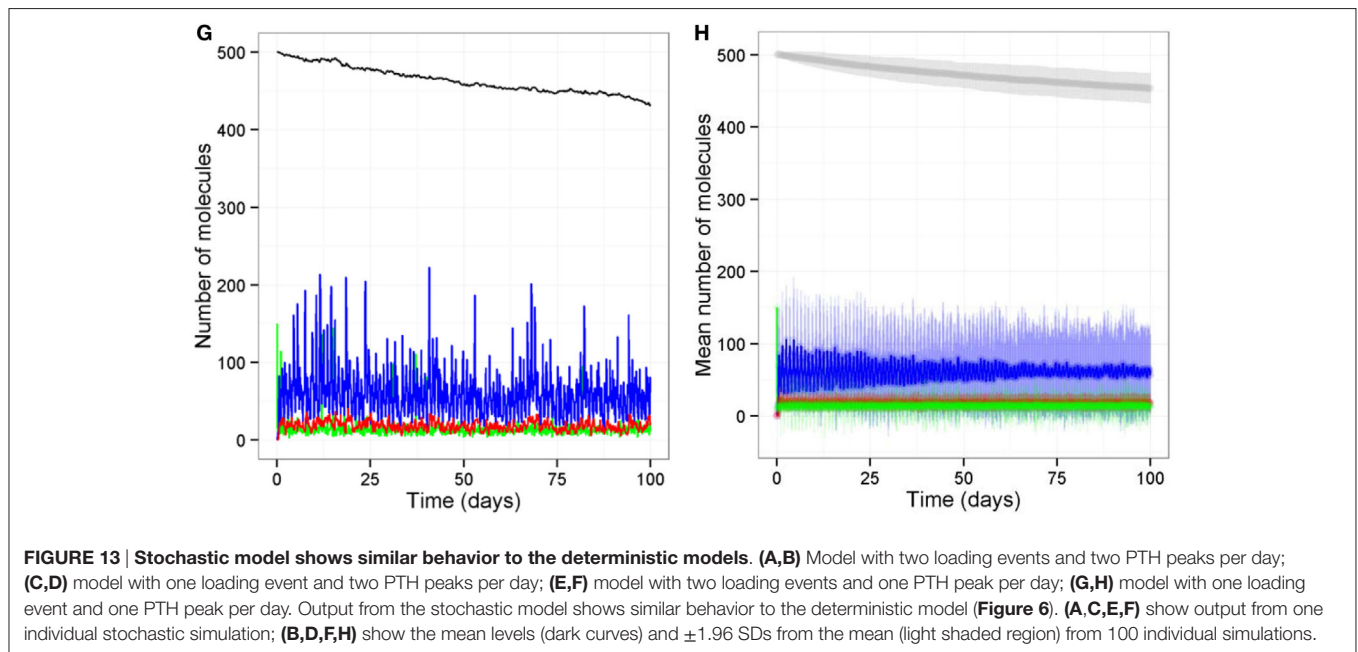 G
H
500
400
300
200
100
0
Number of molecules
0 25 50 75 100
Time (days)
500
400
300
200
100
0
Mean number of molecules
0 25 50 75 100
Time (days)
FIGURE 13 | Stochastic model shows similar behavior to the deterministic models. (A,B) Model with two loading events and two PTH peaks per day;
(C,D) model with one loading event and two PTH peaks per day; (E,F) model with two loading events and one PTH peak per day; (G,H) model with one loading
event and one PTH peak per day. Output from the stochastic model shows similar behavior to the deterministic model (Figure 6). (A,C,E,F) show output from one
individual stochastic simulation; (B,D,F,H) show the mean levels (dark curves) and ±1.96 SDs from the mean (light shaded region) from 100 individual simulations.